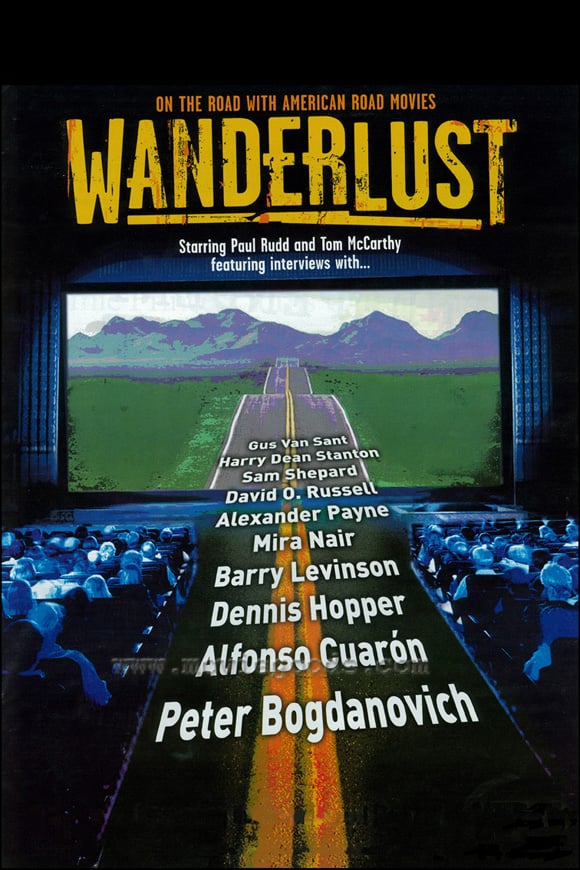 ON THE ROAD WITH AMERICAN ROAD MOVIES
WANDERLUST
Starring Paul Rudd and Tom McCarthy
featuring interviews with...
Gus Van Sant
Harry Dean Stanton
Sam Shepard
David O. Russell
Alexander Payne
Mira Nair
Barry Levinson
Dennis Hopper
Alfonso Cuarón
Peter Bogdanovich